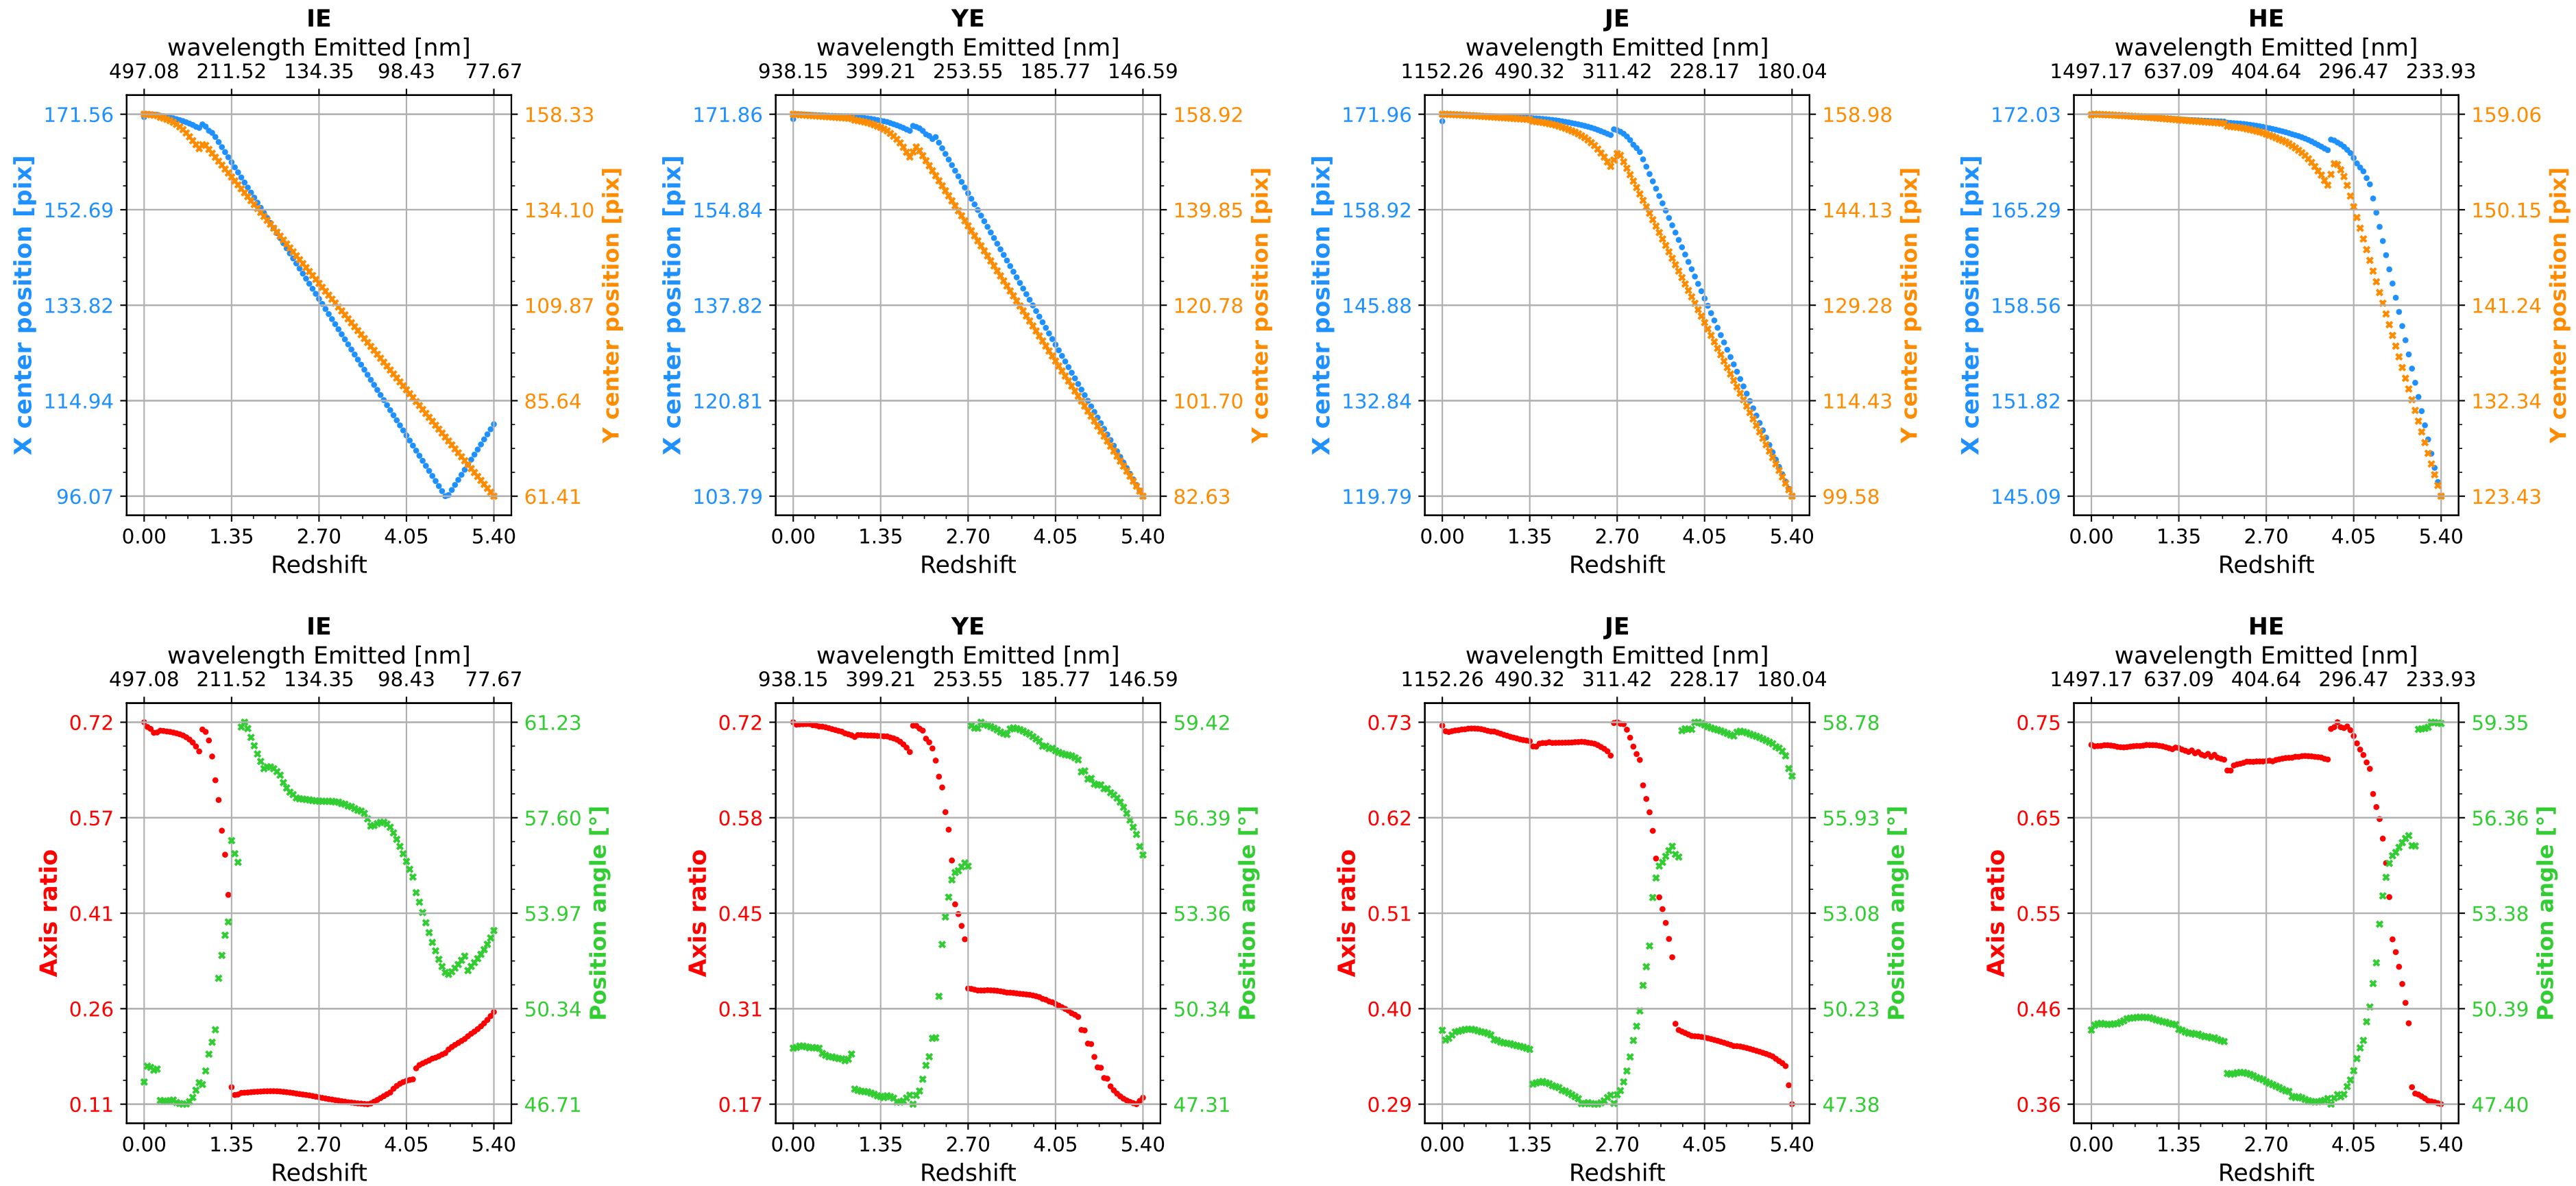 IE
wavelength Emitted [nm]
497.08 211.52 134.35 98.43 77.67
X center position [pix]
171.56
152.69
133.82
114.94
96.07
158.33
134.10
109.87
85.64
61.41
Y center position [pix]
0.00 1.35 2.70 4.05 5.40
Redshift
YE
wavelength Emitted [nm]
938.15 399.21 253.55 185.77 146.59
X center position [pix]
171.86
154.84
137.82
120.81
103.79
158.92
139.85
120.78
101.70
82.63
Y center position [pix]
0.00 1.35 2.70 4.05 5.40
Redshift
JE
wavelength Emitted [nm]
1152.26 490.32 311.42 228.17 180.04
X center position [pix]
171.96
158.92
145.88
132.84
119.79
158.98
144.13
129.28
114.43
99.58
Y center position [pix]
0.00 1.35 2.70 4.05 5.40
Redshift
HE
wavelength Emitted [nm]
1497.17 637.09 404.64 296.47 233.93
X center position [pix]
172.03
165.29
158.56
151.82
145.09
159.06
150.15
141.24
132.34
123.43
Y center position [pix]
0.00 1.35 2.70 4.05 5.40
Redshift
IE
wavelength Emitted [nm]
497.08 211.52 134.35 98.43 77.67
Axis ratio
0.72
0.57
0.41
0.26
0.11
61.23
57.60
53.97
50.34
46.71
Position angle [°]
0.00 1.35 2.70 4.05 5.40
Redshift
YE
wavelength Emitted [nm]
938.15 399.21 253.55 185.77 146.59
Axis ratio
0.72
0.58
0.45
0.31
0.17
59.42
56.39
53.36
50.34
47.31
Position angle [°]
0.00 1.35 2.70 4.05 5.40
Redshift
JE
wavelength Emitted [nm]
1152.26 490.32 311.42 228.17 180.04
Axis ratio
0.73
0.62
0.51
0.40
0.29
58.78
55.93
53.08
50.23
47.38
Position angle [°]
0.00 1.35 2.70 4.05 5.40
Redshift
HE
wavelength Emitted [nm]
1497.17 637.09 404.64 296.47 233.93
Axis ratio
0.75
0.65
0.55
0.46
0.36
59.35
56.36
53.38
50.39
47.40
Position angle [°]
0.00 1.35 2.70 4.05 5.40
Redshift